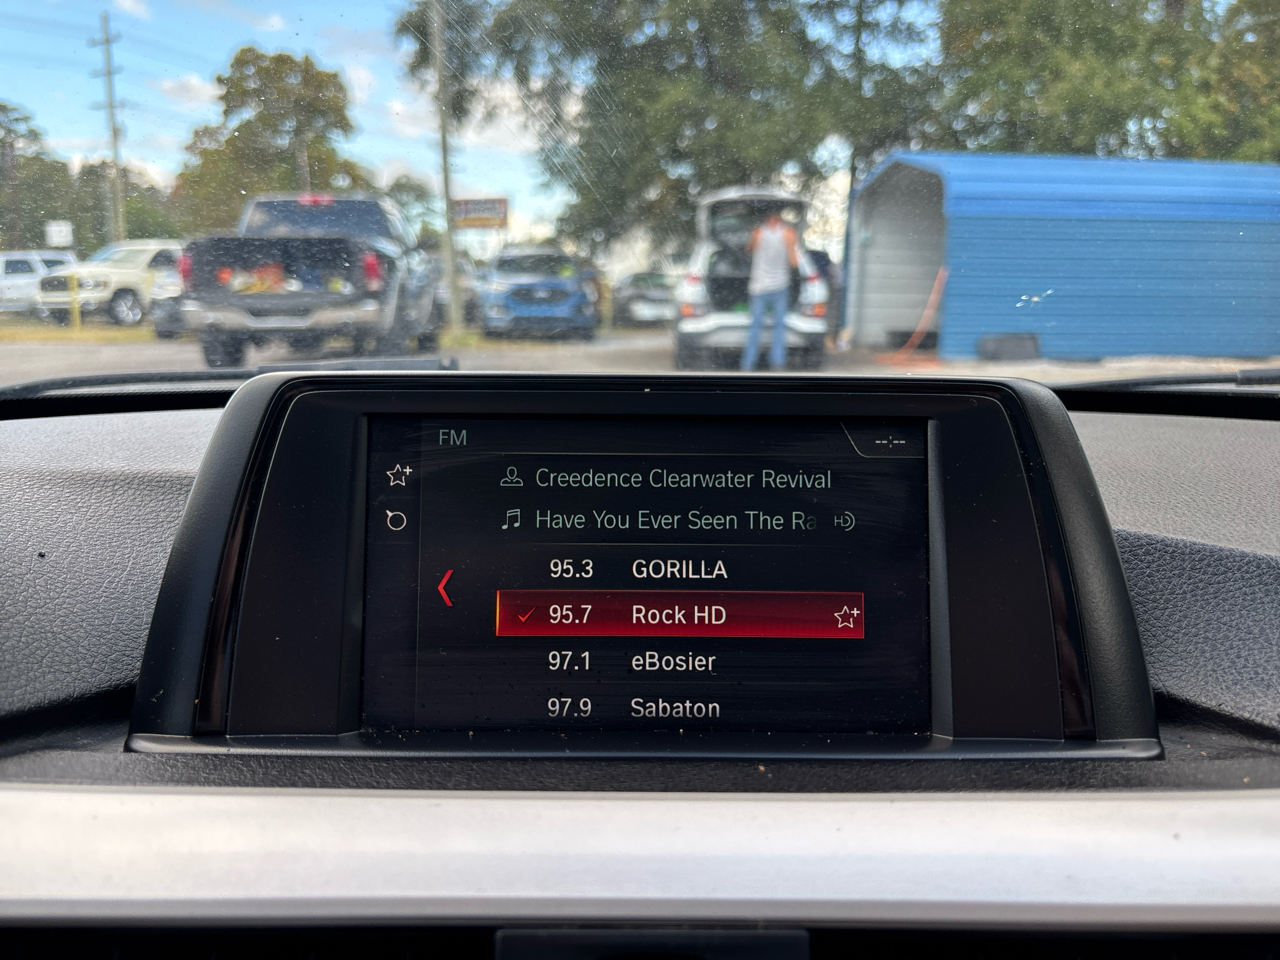 FM
--:--
Creedence Clearwater Revival
Have You Ever Seen The Ra
HD
95.3 GORILLA
95.7 Rock HD
97.1 eBosier
97.9 Sabaton